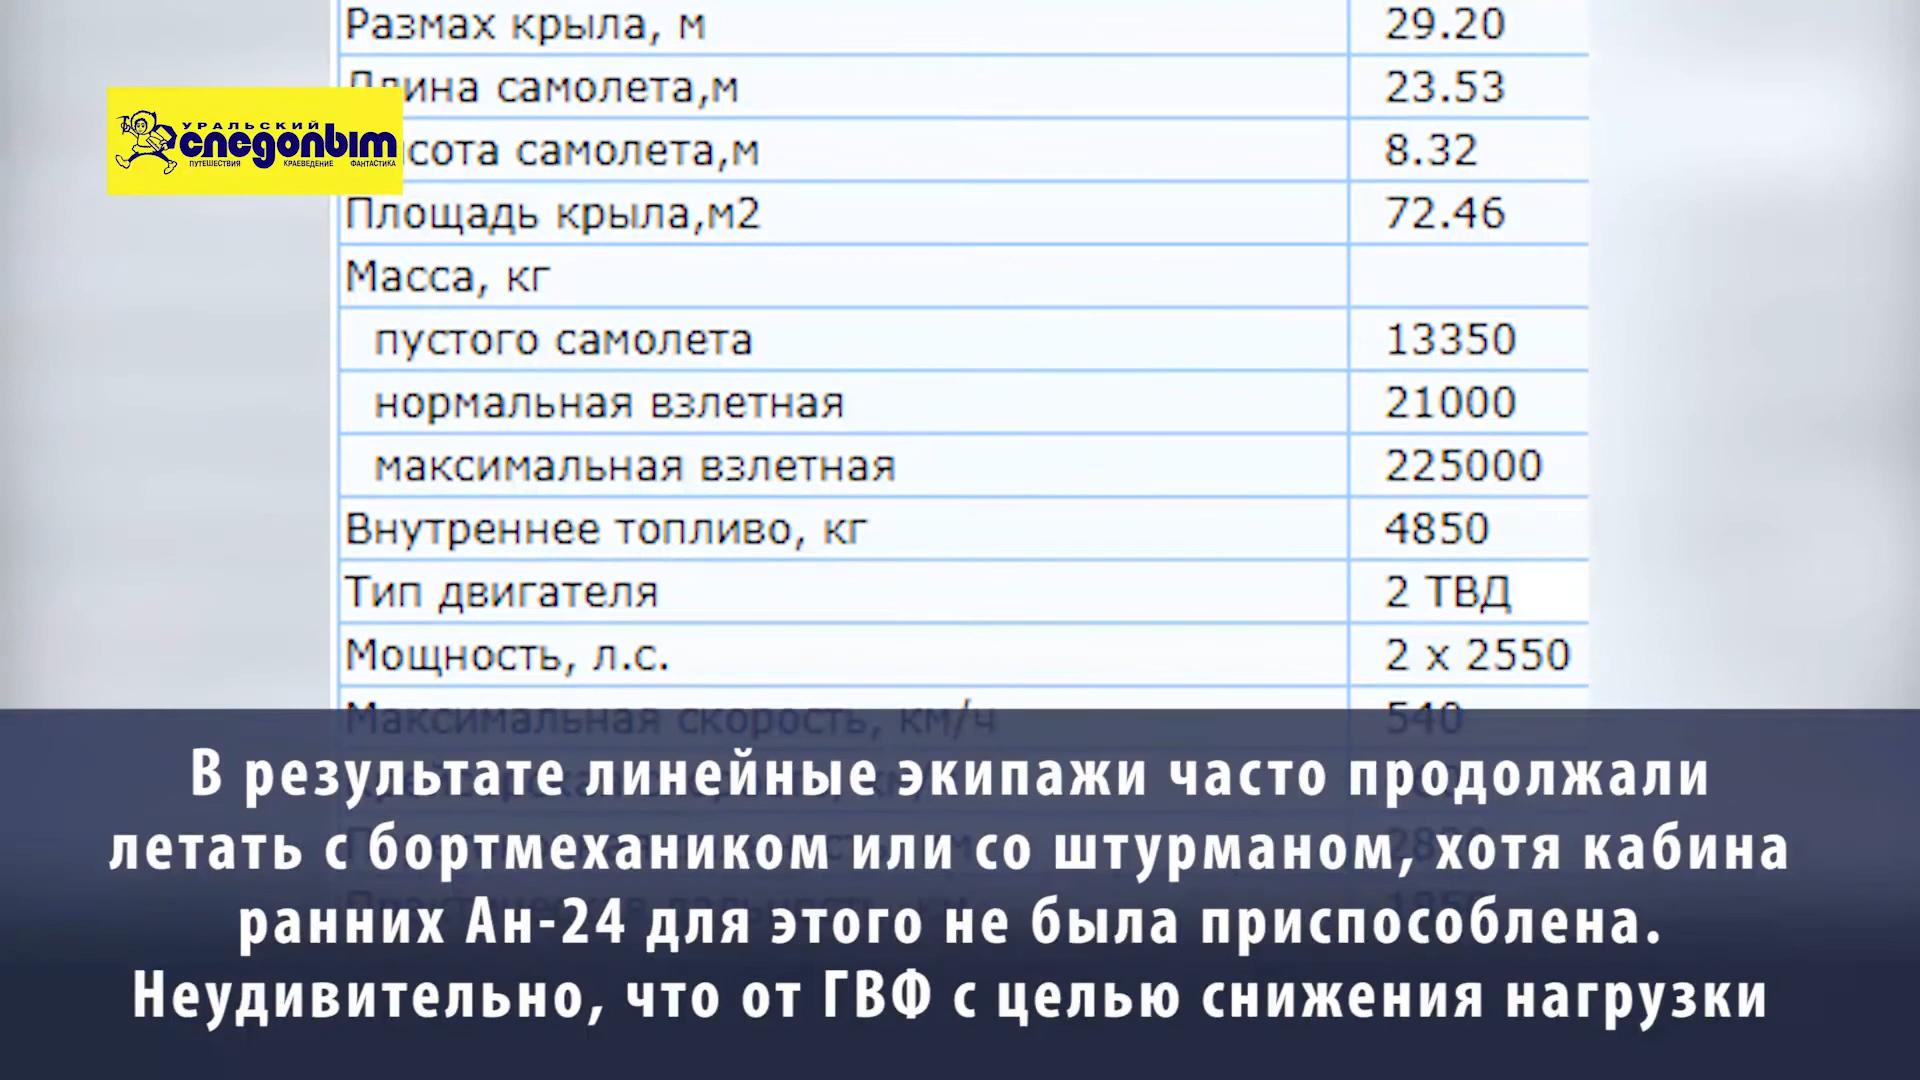 Размах крыла, м 29.20
Длина самолета,м 23.53
сота самолета,м 8.32
УРАЛЬСКИЙ
следопыт
ПУТЕШЕСТВИЯ КРАЕВЕДЕНИЕ ФАНТАСТИКА
Площадь крыла,м2 72.46
Масса, кг
пустого самолета 13350
нормальная взлетная 21000
максимальная взлетная 225000
Внутреннее топливо, кг 4850
Тип двигателя 2 ТВД
Мощность, л.с. 2 x 2550
Максимальная скорость, км/ч 540
В результате линейные экипажи часто продолжали
летать с бортмехаником или со штурманом, хотя кабина
ранних Ан-24 для этого не была приспособлена.
Неудивительно, что от ГВФ с целью снижения нагрузки